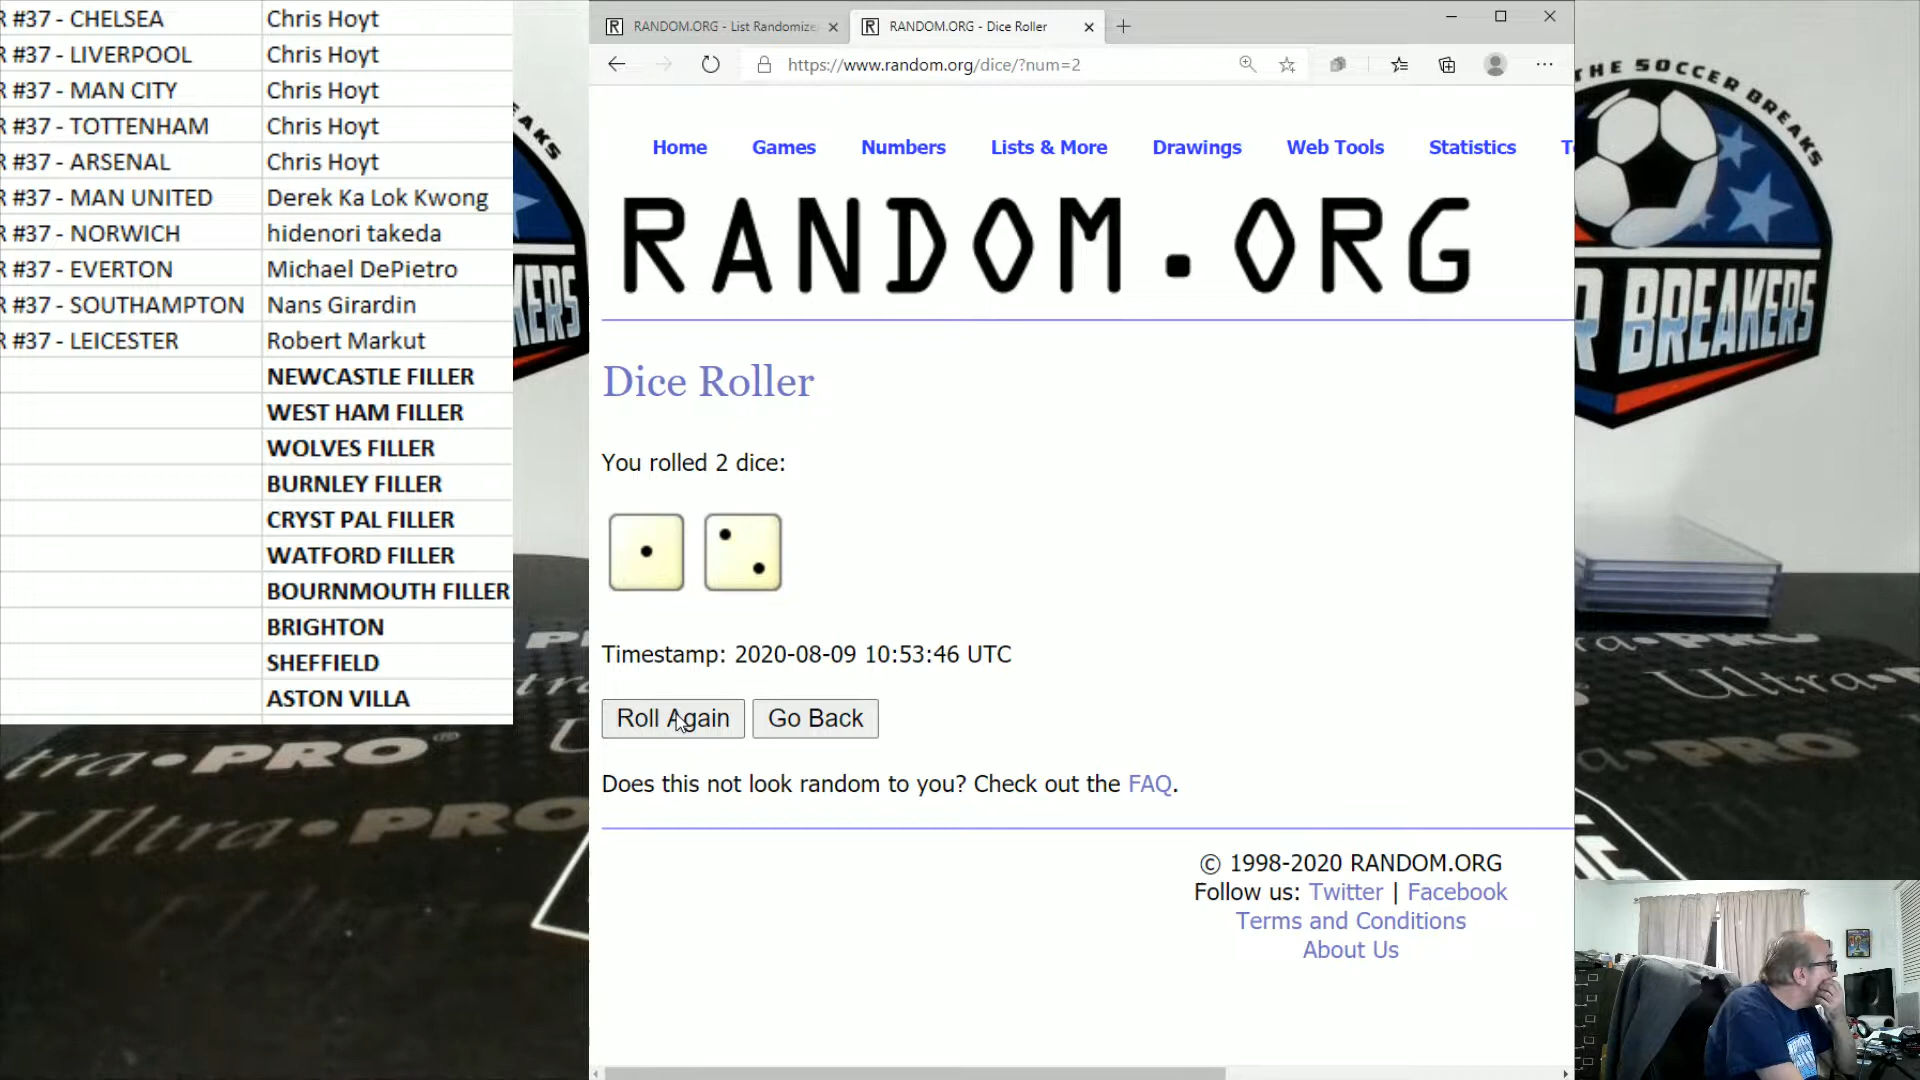 R #37 - CHELSEA Chris Hoyt
R #37 - LIVERPOOL Chris Hoyt
R #37 - MAN CITY Chris Hoyt
R #37 - TOTTENHAM Chris Hoyt
R #37 - ARSENAL Chris Hoyt
R #37 - MAN UNITED Derek Ka Lok Kwong
R #37 - NORWICH hidenori takeda
R #37 - EVERTON Michael DePietro
R #37 - SOUTHAMPTON Nans Girardin
R #37 - LEICESTER Robert Markut
NEWCASTLE FILLER
WEST HAM FILLER
WOLVES FILLER
BURNLEY FILLER
CRYST PAL FILLER
WATFORD FILLER
BOURNMOUTH FILLER
BRIGHTON
SHEFFIELD
ASTON VILLA
RANDOM.ORG - List Randomize
RANDOM.ORG - Dice Roller
https://www.random.org/dice/?num=2
Home Games Numbers Lists & More Drawings Web Tools Statistics T
RANDOM.ORG
Dice Roller
You rolled 2 dice:
Timestamp: 2020-08-09 10:53:46 UTC
Roll Again Go Back
Does this not look random to you? Check out the FAQ.
© 1998-2020 RANDOM.ORG
Follow us: Twitter | Facebook
Terms and Conditions
About Us
THE SOCCER BREAKS
R BREAKERS
EAKS
KERS
tra•PRO®
Ultra•PRO
Ultra•P